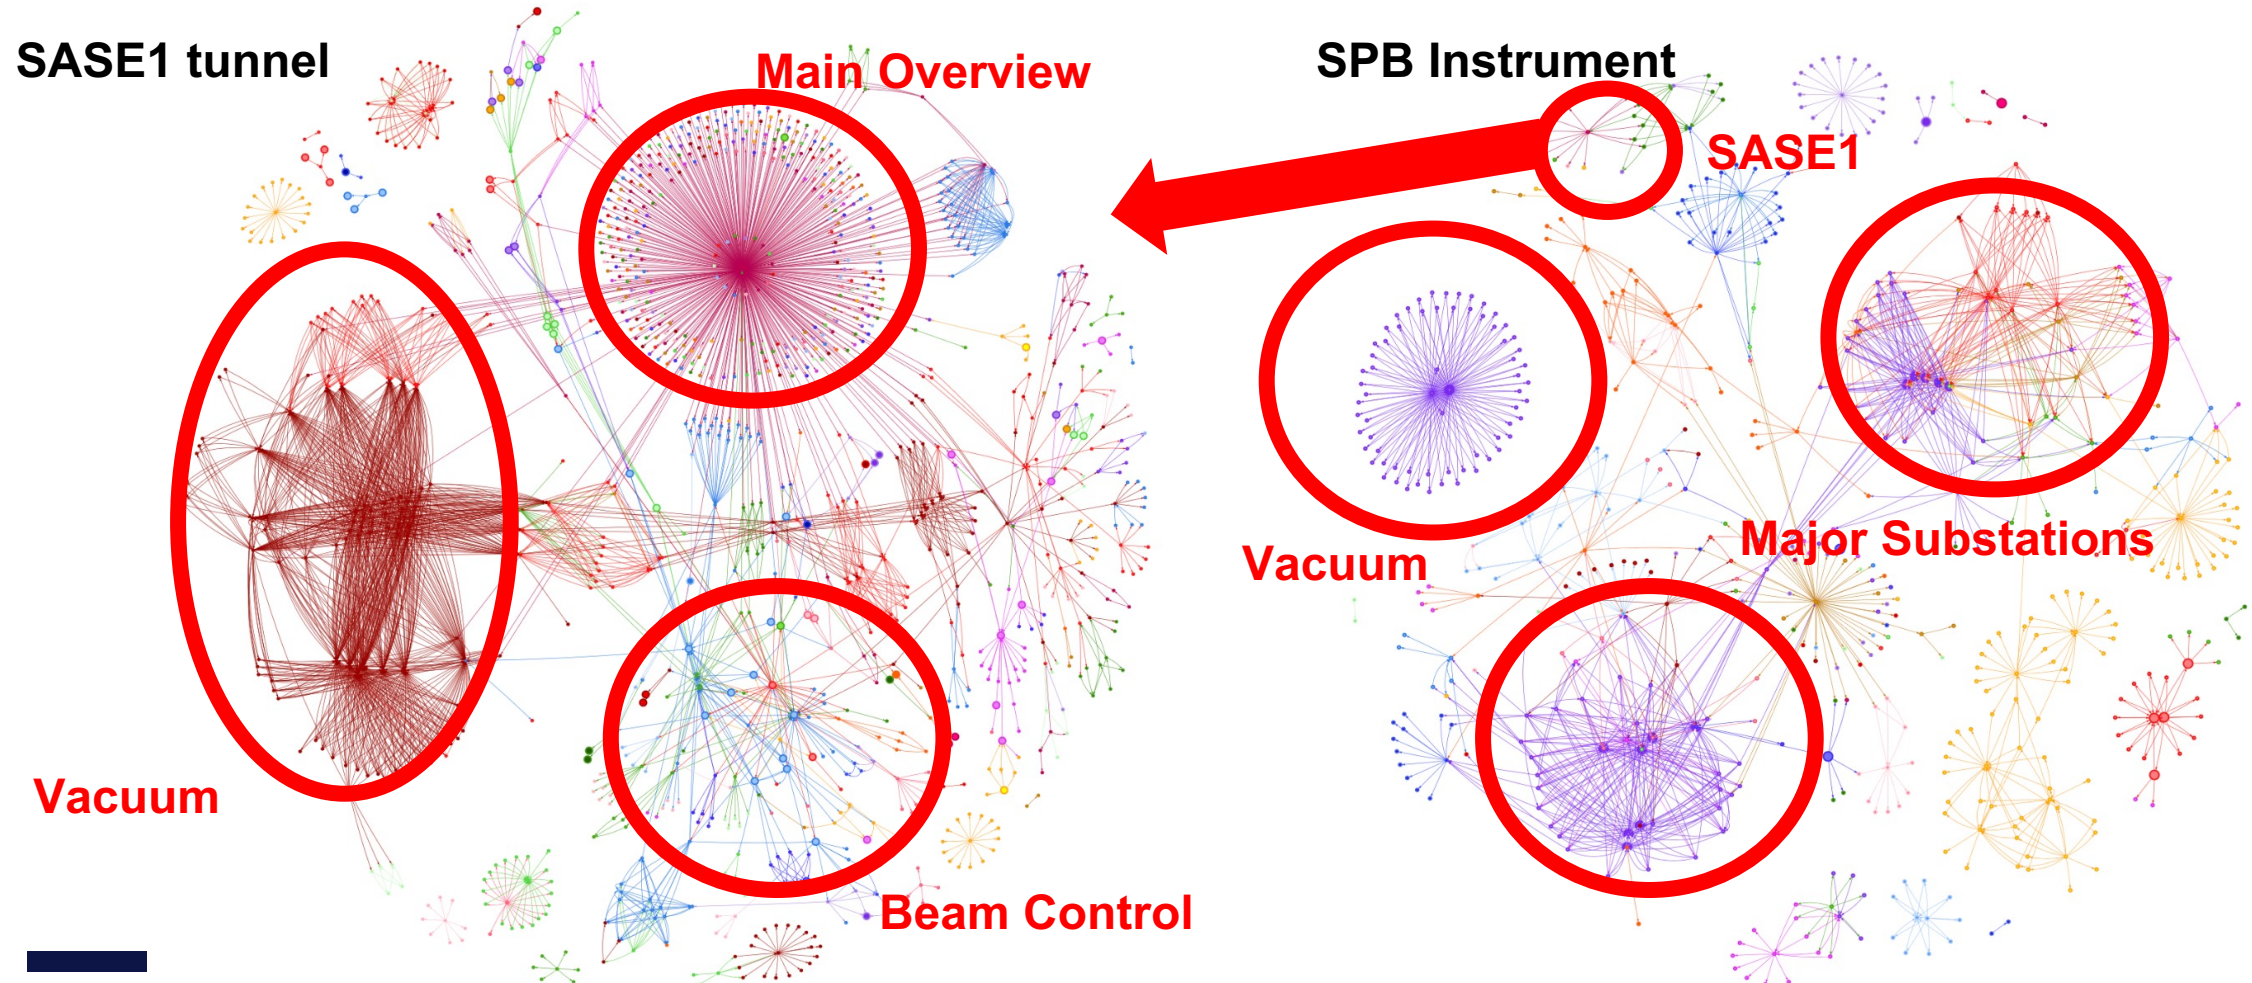 SASE1 tunnel
Main Overview
SPB Instrument
SASE1
Vacuum
Major Substations
Vacuum
Beam Control